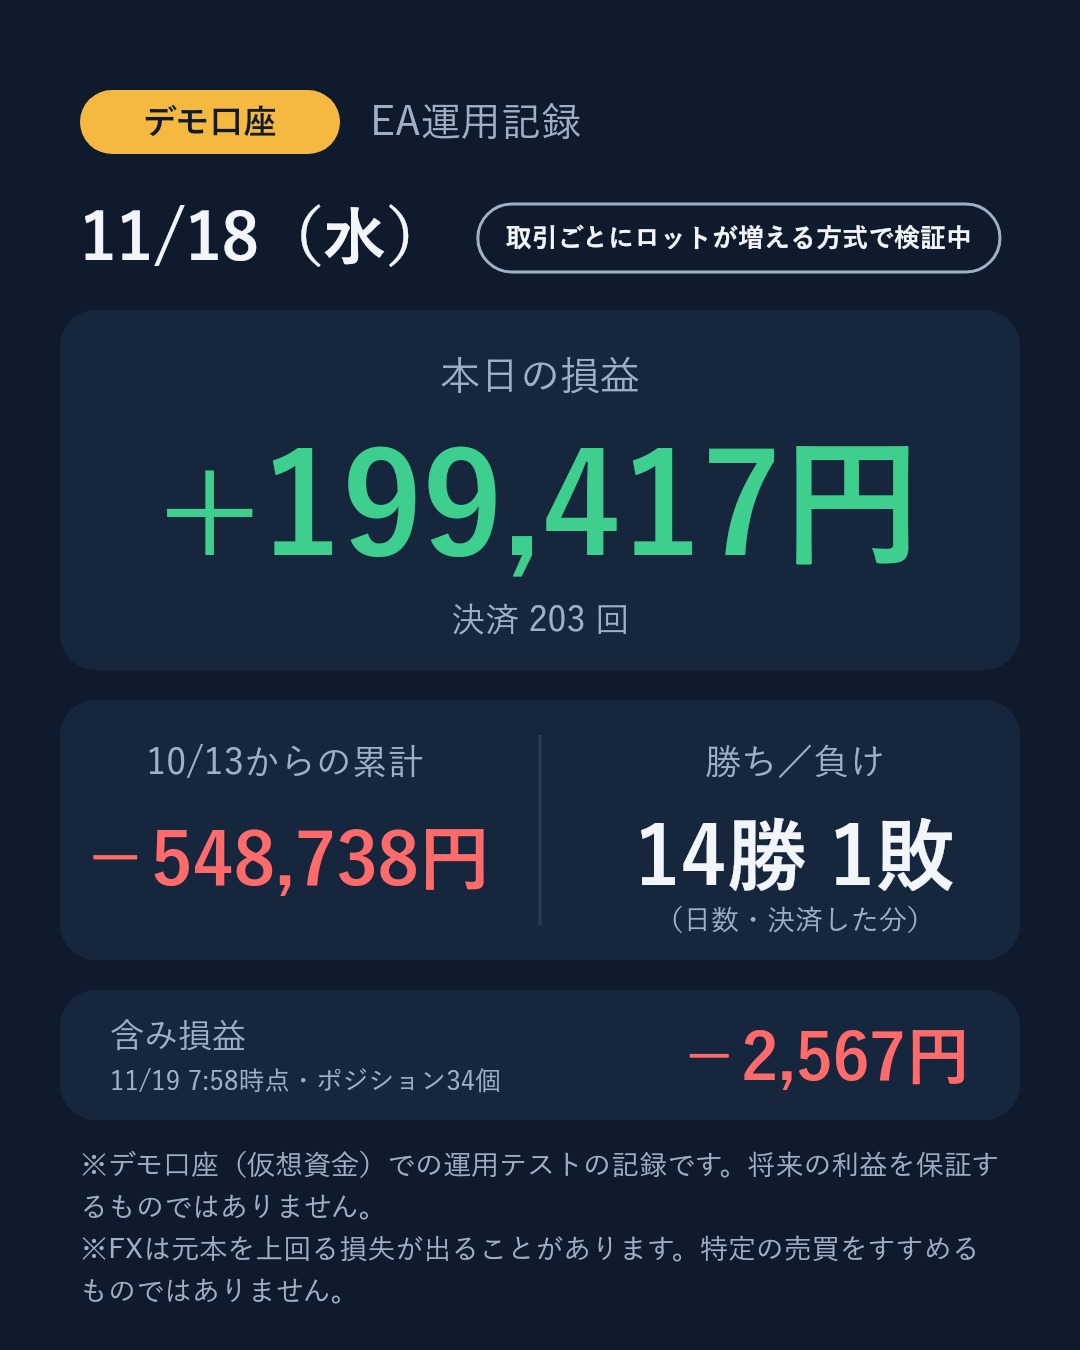 デモ口座
EA運用記録
11/18（水）
取引ごとにロットが増える方式で検証中
本日の損益
＋199,417円
決済 203 回
10/13からの累計
－548,738円
勝ち／負け
14勝 1敗
（日数・決済した分）
含み損益
11/19 7:58時点・ポジション34個
－2,567円
※デモ口座（仮想資金）での運用テストの記録です。将来の利益を保証す
るものではありません。
※FXは元本を上回る損失が出ることがあります。特定の売買をすすめる
ものではありません。